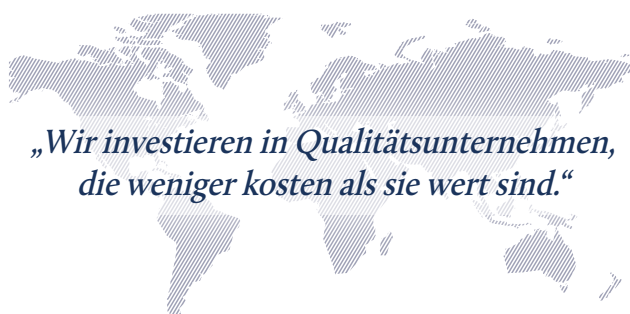 „Wir investieren in Qualitätsunternehmen,
die weniger kosten als sie wert sind.“